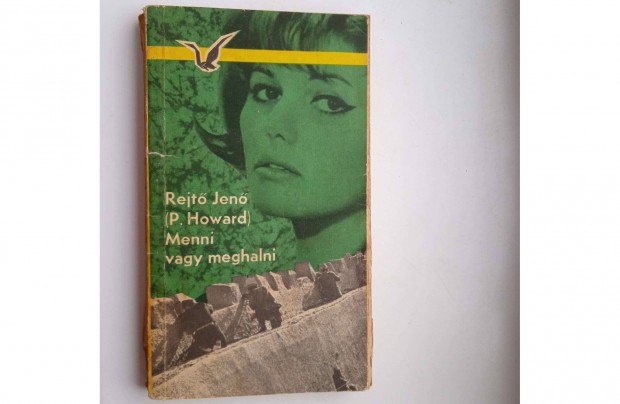 Rejtő Jenő
(P. Howard)
Menni
vagy meghalni